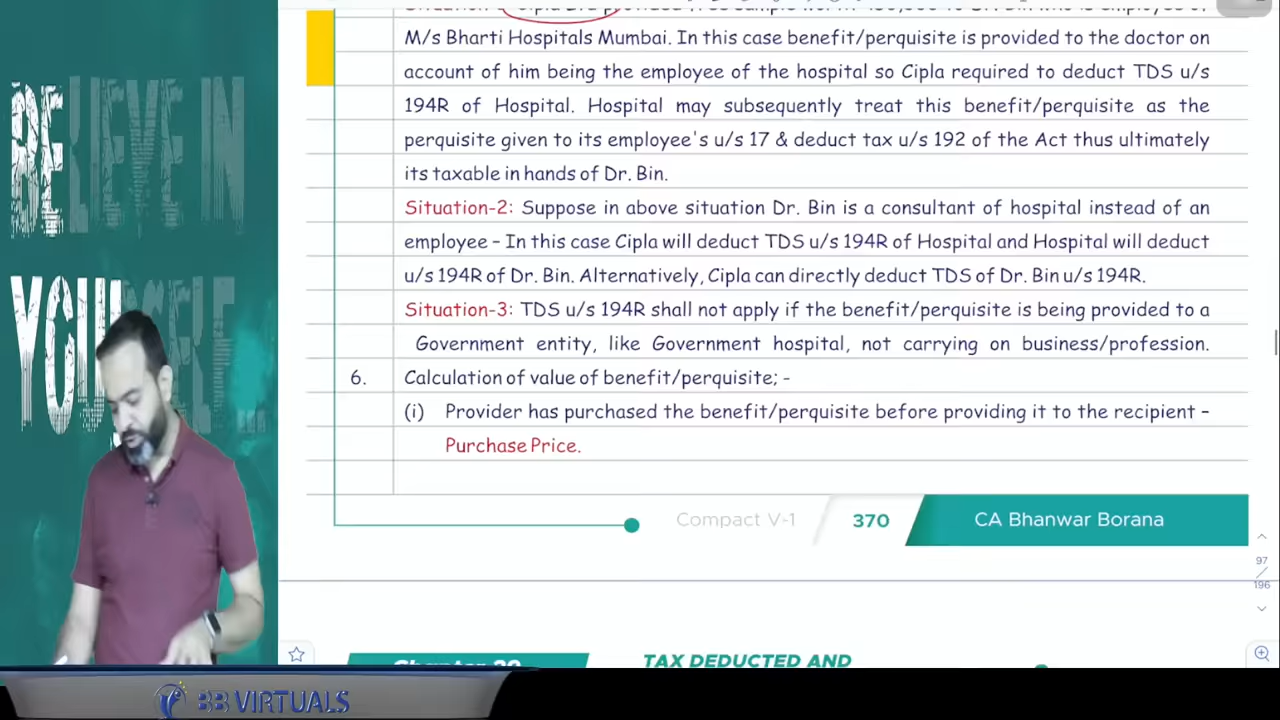 BELIEVE IN
YOURSELF...
M/s Bharti Hospitals Mumbai. In this case benefit/perquisite is provided to the doctor on
account of him being the employee of the hospital so Cipla required to deduct TDS u/s
194R of Hospital. Hospital may subsequently treat this benefit/perquisite as the
perquisite given to its employee's u/s 17 & deduct tax u/s 192 of the Act thus ultimately
its taxable in hands of Dr. Bin.
Situation-2: Suppose in above situation Dr. Bin is a consultant of hospital instead of an
employee – In this case Cipla will deduct TDS u/s 194R of Hospital and Hospital will deduct
u/s 194R of Dr. Bin. Alternatively, Cipla can directly deduct TDS of Dr. Bin u/s 194R.
Situation-3: TDS u/s 194R shall not apply if the benefit/perquisite is being provided to a
Government entity, like Government hospital, not carrying on business/profession.
6. Calculation of value of benefit/perquisite; -
(i) Provider has purchased the benefit/perquisite before providing it to the recipient –
Purchase Price.
Compact V-1 370 CA Bhanwar Borana
97
/
196
TAX DEDUCTED AND
BB VIRTUALS